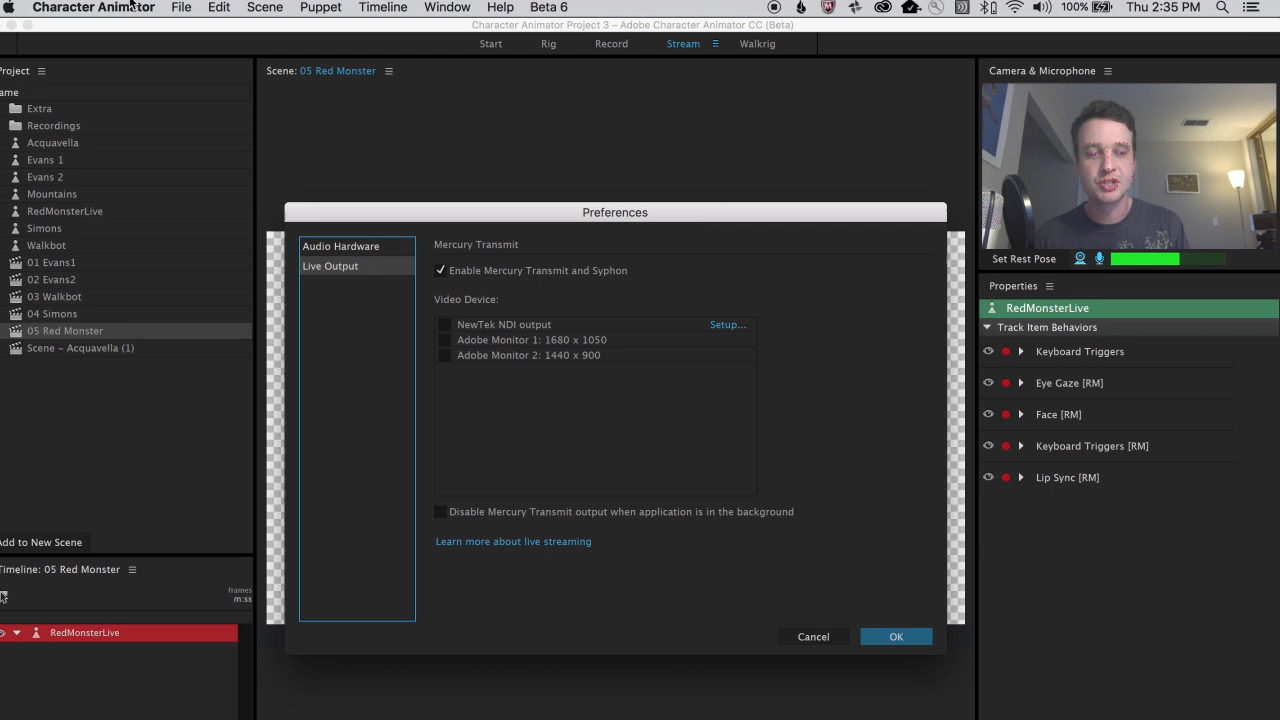 Character Animator File Edit Scene Puppet Timeline Window Help Beta 6 100% Thu 2:35 PM
Character Animator Project 3 – Adobe Character Animator CC (Beta)
Start Rig Record Stream Walkrig
Project
Scene: 05 Red Monster
Camera & Microphone
ame
Extra
Recordings
Acquavella
Evans 1
Evans 2
Mountains
RedMonsterLive
Simons
Walkbot
01 Evans1
02 Evans2
03 Walkbot
04 Simons
05 Red Monster
Scene – Acquavella (1)
Add to New Scene
Timeline: 05 Red Monster
frames
m:ss
RedMonsterLive
Preferences
Audio Hardware
Live Output
Mercury Transmit
Enable Mercury Transmit and Syphon
Video Device:
NewTek NDI output Setup...
Adobe Monitor 1: 1680 x 1050
Adobe Monitor 2: 1440 x 900
Disable Mercury Transmit output when application is in the background
Learn more about live streaming
Cancel OK
Set Rest Pose
Properties
RedMonsterLive
Track Item Behaviors
Keyboard Triggers
Eye Gaze [RM]
Face [RM]
Keyboard Triggers [RM]
Lip Sync [RM]